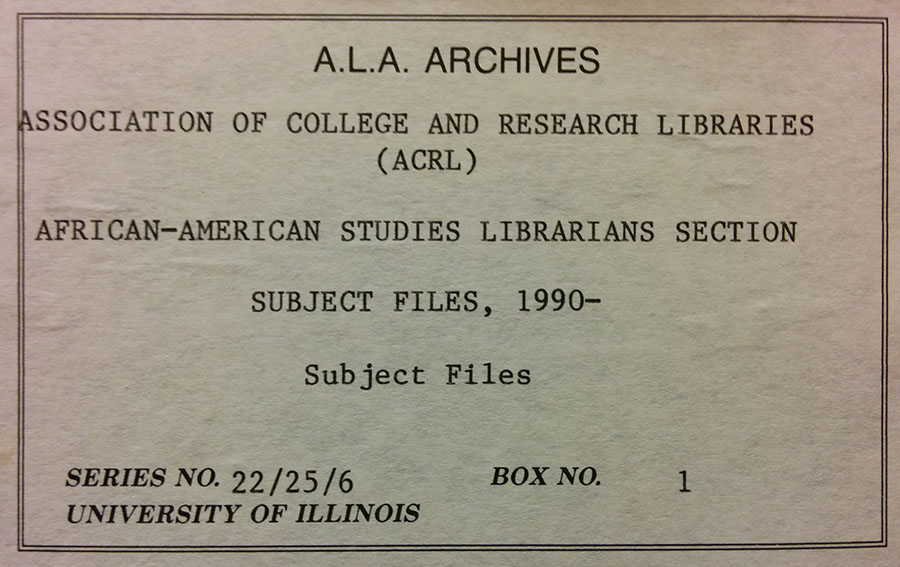 A.L.A. ARCHIVES
ASSOCIATION OF COLLEGE AND RESEARCH LIBRARIES
(ACRL)
AFRICAN-AMERICAN STUDIES LIBRARIANS SECTION
SUBJECT FILES, 1990-
Subject Files
SERIES NO. 22/25/6 BOX NO. 1
UNIVERSITY OF ILLINOIS